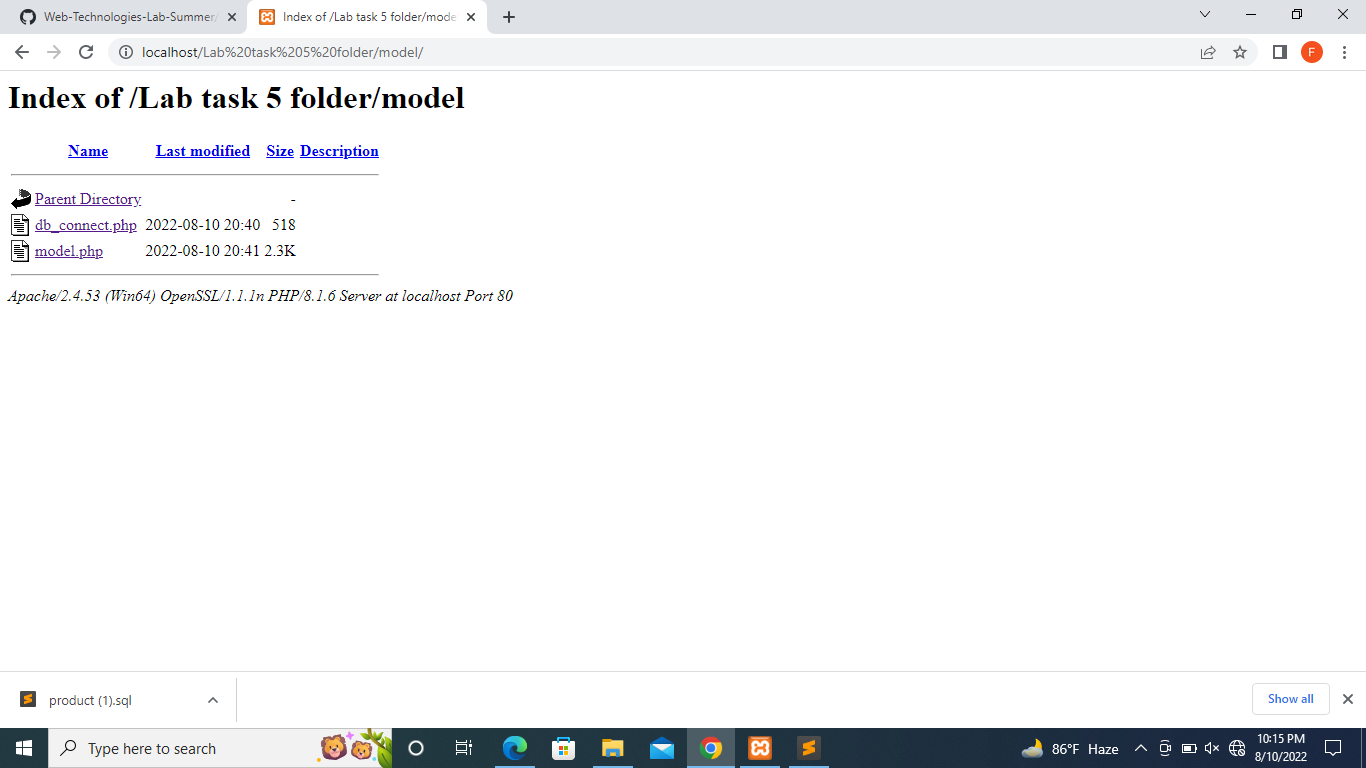 Web-Technologies-Lab-Summer/
Index of /Lab task 5 folder/mode
localhost/Lab%20task%205%20folder/model/
F
Index of /Lab task 5 folder/model
Name Last modified Size Description
Parent Directory -
db_connect.php 2022-08-10 20:40 518
model.php 2022-08-10 20:41 2.3K
Apache/2.4.53 (Win64) OpenSSL/1.1.1n PHP/8.1.6 Server at localhost Port 80
product (1).sql
Show all
Type here to search
86°F Haze
10:15 PM
8/10/2022